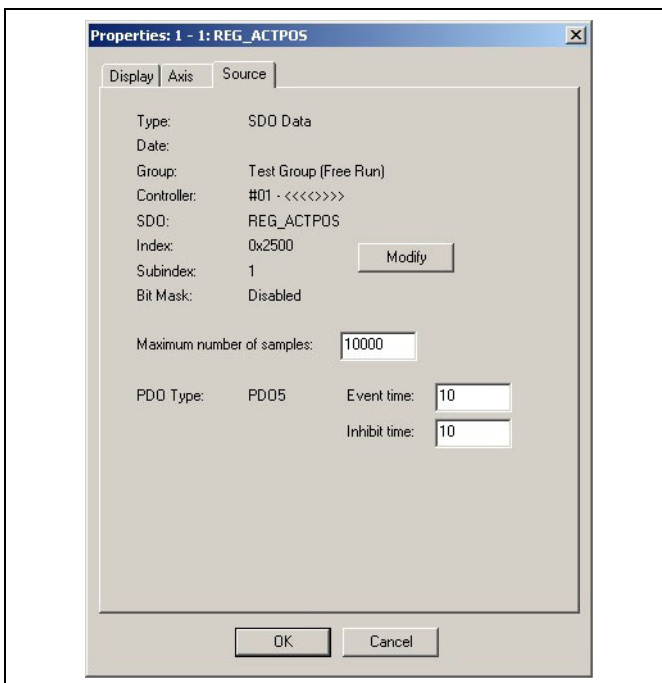 Properties: 1 - 1: REG_ACTPOS
Display Axis Source
Type: SDO Data
Date:
Group: Test Group (Free Run)
Controller: #01 - <<<<>>>>
SDO: REG_ACTPOS
Index: 0x2500
Modify
Subindex: 1
Bit Mask: Disabled
Maximum number of samples: 10000
PDO Type: PDO5 Event time: 10
Inhibit time: 10
OK Cancel